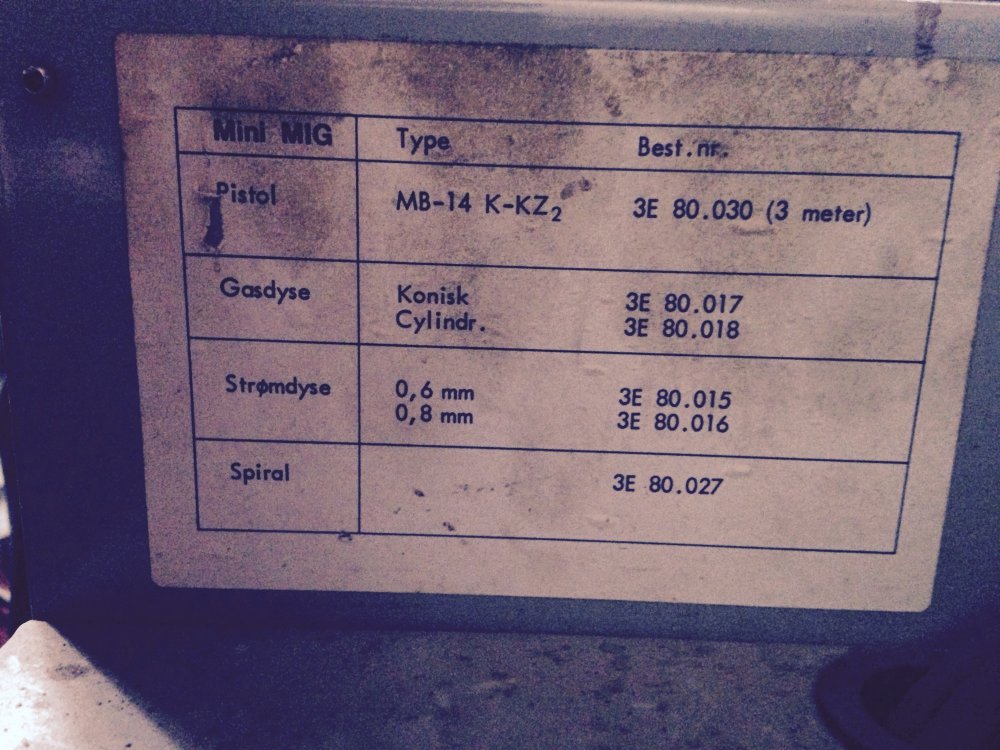 Mini MIG Type Best.nr.
Pistol MB-14 K-KZ₂ 3E 80.030 (3 meter)
Gasdyse Konisk 3E 80.017
Cylindr. 3E 80.018
Strømdyse 0,6 mm 3E 80.015
0,8 mm 3E 80.016
Spiral 3E 80.027